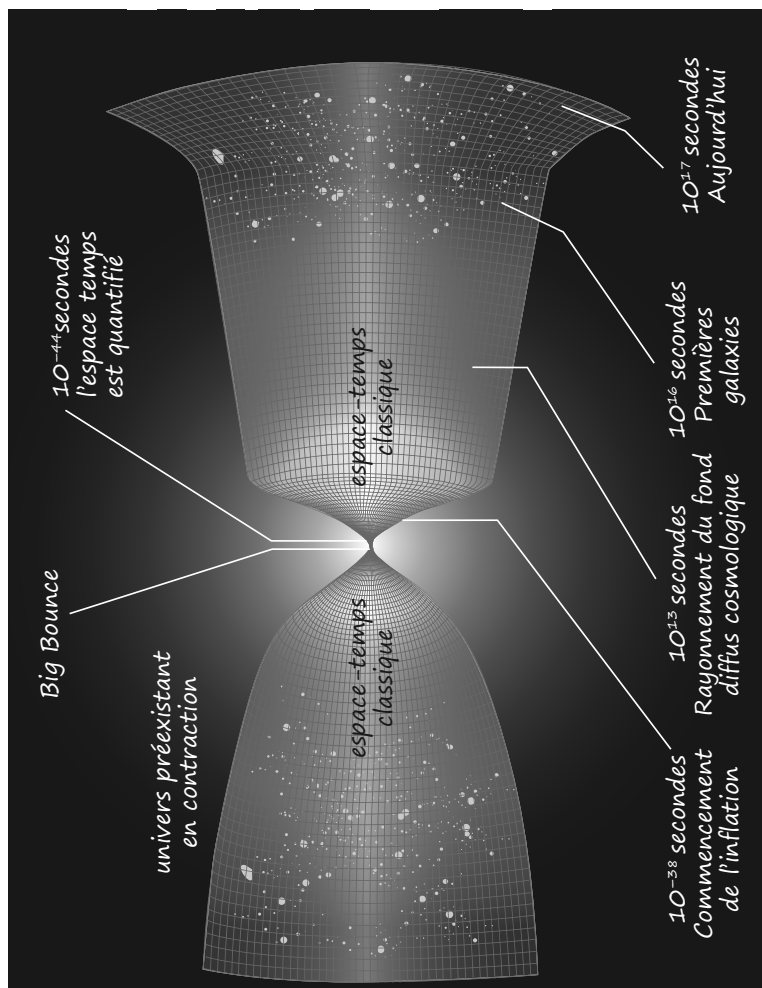 univers préexistant
en contraction
Big Bounce
10⁻⁴⁴secondes
l'espace temps
est quantifié
espace-temps
classique
espace-temps
classique
10⁻³⁸ secondes
Commencement
de l'inflation
10¹³ secondes
Rayonnement du fond
diffus cosmologique
10¹⁶ secondes
Premières
galaxies
10¹⁷ secondes
Aujourd'hui